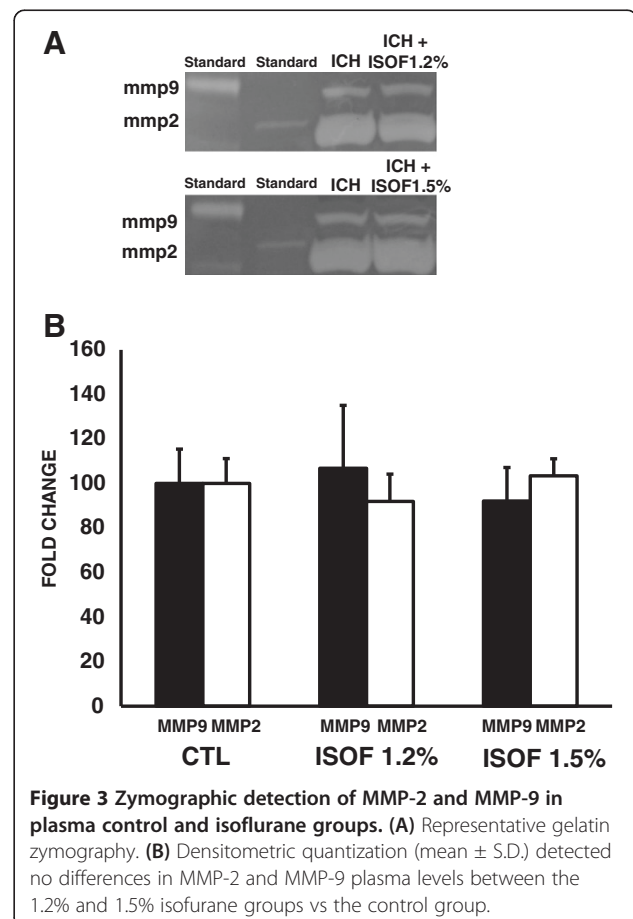 A
Standard Standard ICH ICH + ISOF1.2%
mmp9
mmp2
Standard Standard ICH ICH + ISOF1.5%
mmp9
mmp2
B
160
140
120
100
80
60
40
20
0
FOLD CHANGE
MMP9 MMP2 MMP9 MMP2 MMP9 MMP2
CTL ISOF 1.2% ISOF 1.5%
Figure 3 Zymographic detection of MMP-2 and MMP-9 in
plasma control and isoflurane groups. (A) Representative gelatin
zymography. (B) Densitometric quantization (mean ± S.D.) detected
no differences in MMP-2 and MMP-9 plasma levels between the
1.2% and 1.5% isofurane groups vs the control group.